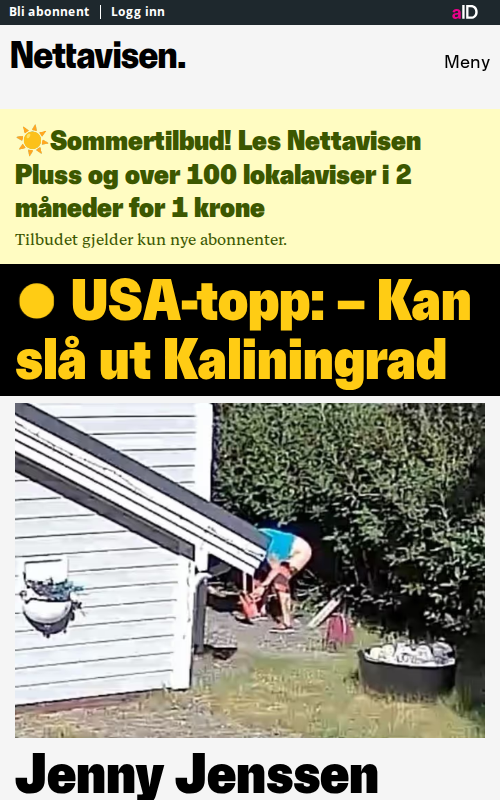 Bli abonnent | Logg inn
aID
Nettavisen.
Meny
☀️Sommertilbud! Les Nettavisen
Pluss og over 100 lokalaviser i 2
måneder for 1 krone
Tilbudet gjelder kun nye abonnenter.
● USA-topp: – Kan
slå ut Kaliningrad
Jenny Jenssen